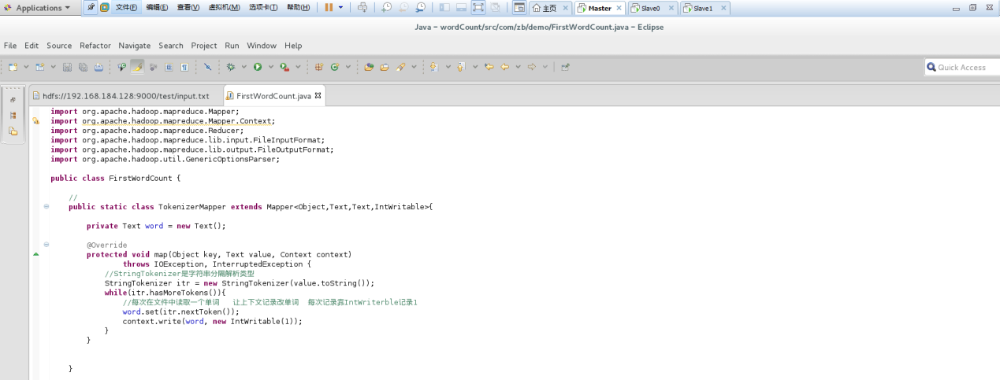 Applications 文件(F) 编辑(E) 查看(V) 虚拟机(M) 选项卡(T) 帮助(H) 主页 Master Slave0 Slave1
Java - wordCount/src/com/zb/demo/FirstWordCount.java - Eclipse
File Edit Source Refactor Navigate Search Project Run Window Help
Quick Access
hdfs://192.168.184.128:9000/test/input.txt FirstWordCount.java
import org.apache.hadoop.mapreduce.Mapper;
import org.apache.hadoop.mapreduce.Mapper.Context;
import org.apache.hadoop.mapreduce.Reducer;
import org.apache.hadoop.mapreduce.lib.input.FileInputFormat;
import org.apache.hadoop.mapreduce.lib.output.FileOutputFormat;
import org.apache.hadoop.util.GenericOptionsParser;
public class FirstWordCount {
//
public static class TokenizerMapper extends Mapper<Object,Text,Text,IntWritable>{
private Text word = new Text();
@Override
protected void map(Object key, Text value, Context context)
throws IOException, InterruptedException {
//StringTokenizer是字符串分隔解析类型
StringTokenizer itr = new StringTokenizer(value.toString());
while(itr.hasMoreTokens()){
//每次在文件中读取一个单词 让上下文记录改单词 每次记录靠IntWriterble记录1
word.set(itr.nextToken());
context.write(word, new IntWritable(1));
}
}
}